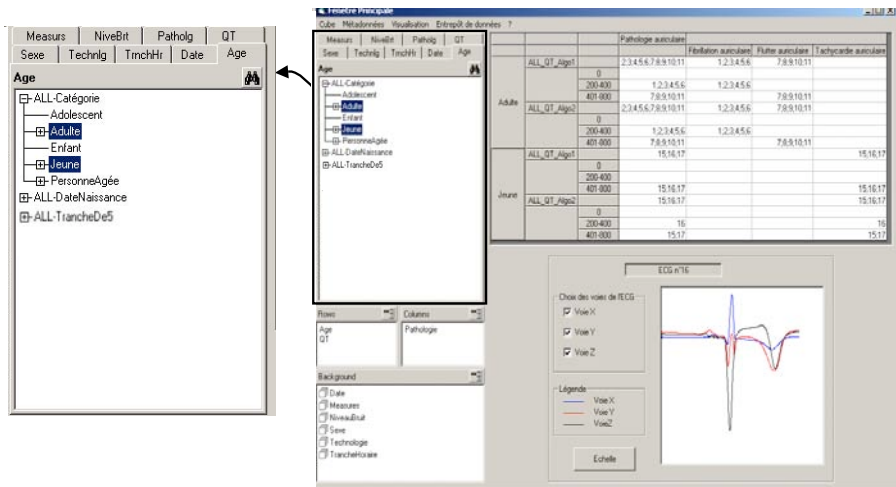 Measurs NiveBrt Patholg QT
Sexe Technlg TrnchHr Date Age
Age
ALL-Catégorie
Adolescent
Adulte
Enfant
Jeune
PersonneAgée
ALL-DateNaissance
ALL-TrancheDe5
Fenêtre Principale
Cube Métadonnées Visualisation Entrepôt de données ?
Measurs NiveBrt Patholg QT
Sexe Technlg TrnchHr Date Age
Age
ALL-Catégorie
Adolescent
Adulte
Enfant
Jeune
PersonneAgée
ALL-DateNaissance
ALL-TrancheDe5
Rows Columns
Age Pathologie
QT
Background
Date
Measures
NiveauBruit
Sexe
Technologie
TrancheHoraire
Pathologie auriculaire
Fibrillation auriculaire Flutter auriculaire Tachycardie auriculaire
Adulte
ALL_QT_Algo1 2;3;4;5;6;7;8;9;10;11 1;2;3;4;5;6 7;8;9;10;11
0
200-400 1;2;3;4;5;6 1;2;3;4;5;6
401-800 7;8;9;10;11 7;8;9;10;11
ALL_QT_Algo2 2;3;4;5;6;7;8;9;10;11 1;2;3;4;5;6 7;8;9;10;11
0
200-400 1;2;3;4;5;6 1;2;3;4;5;6
401-800 7;8;9;10;11 7;8;9;10;11
Jeune
ALL_QT_Algo1 15;16;17 15;16;17
0
200-400
401-800 15;16;17 15;16;17
ALL_QT_Algo2 15;16;17 15;16;17
0
200-400 16 16
401-800 15;17 15;17
ECG n°16
Choix des voies de l'ECG
Voie X
Voie Y
Voie Z
Légende
Voie X
Voie Y
VoieZ
Echelle